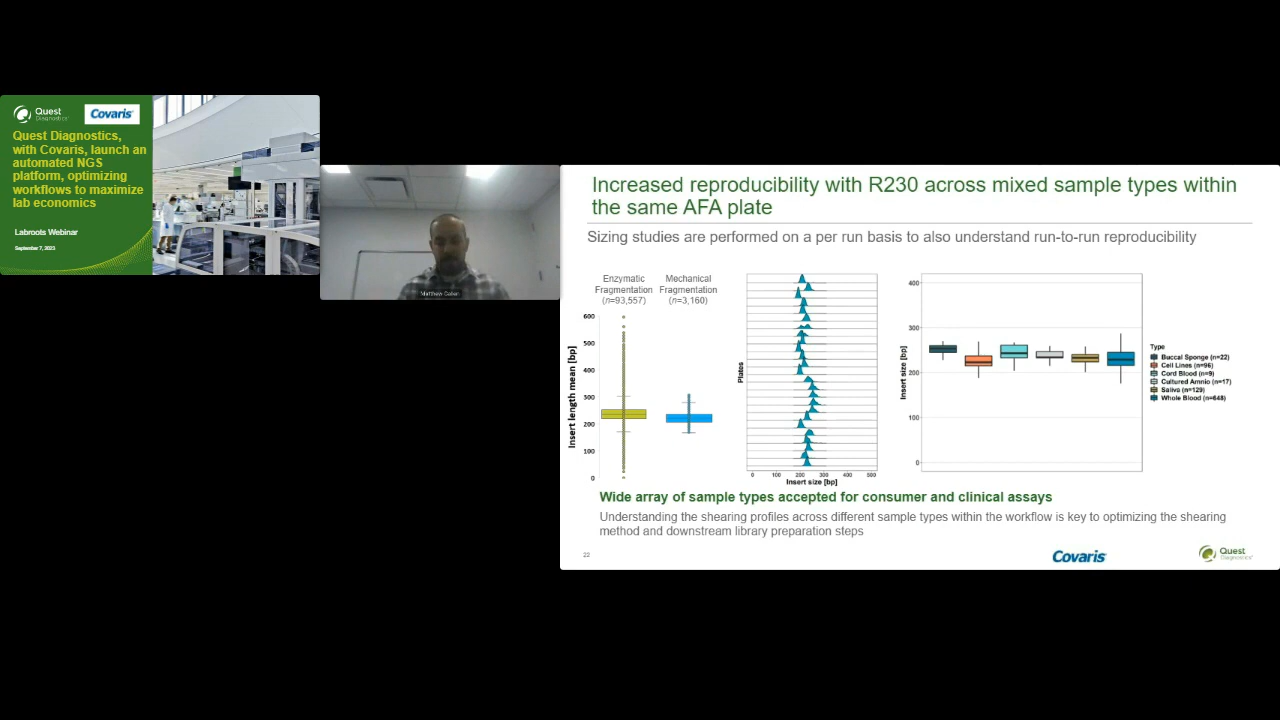 Quest
Diagnostics
Covaris
Quest Diagnostics,
with Covaris, launch an
automated NGS
platform, optimizing
workflows to maximize
lab economics
Labroots Webinar
September 7, 2023
Matthew
Increased reproducibility with R230 across mixed sample types within
the same AFA plate
Sizing studies are performed on a per run basis to also understand run-to-run reproducibility
Enzymatic
Fragmentation
(n=93,557)
Mechanical
Fragmentation
(n=3,160)
Insert length mean [bp]
600
500
400
300
200
100
0
Plates
0 100 200 300 400 500
Insert size [bp]
Insert size [bp]
400
300
200
100
0
Type
Buccal Sponge (n=22)
Cell Lines (n=96)
Cord Blood (n=9)
Cultured Amnio (n=17)
Saliva (n=129)
Whole Blood (n=648)
Wide array of sample types accepted for consumer and clinical assays
Understanding the shearing profiles across different sample types within the workflow is key to optimizing the shearing
method and downstream library preparation steps
22
Covaris
Quest
Diagnostics